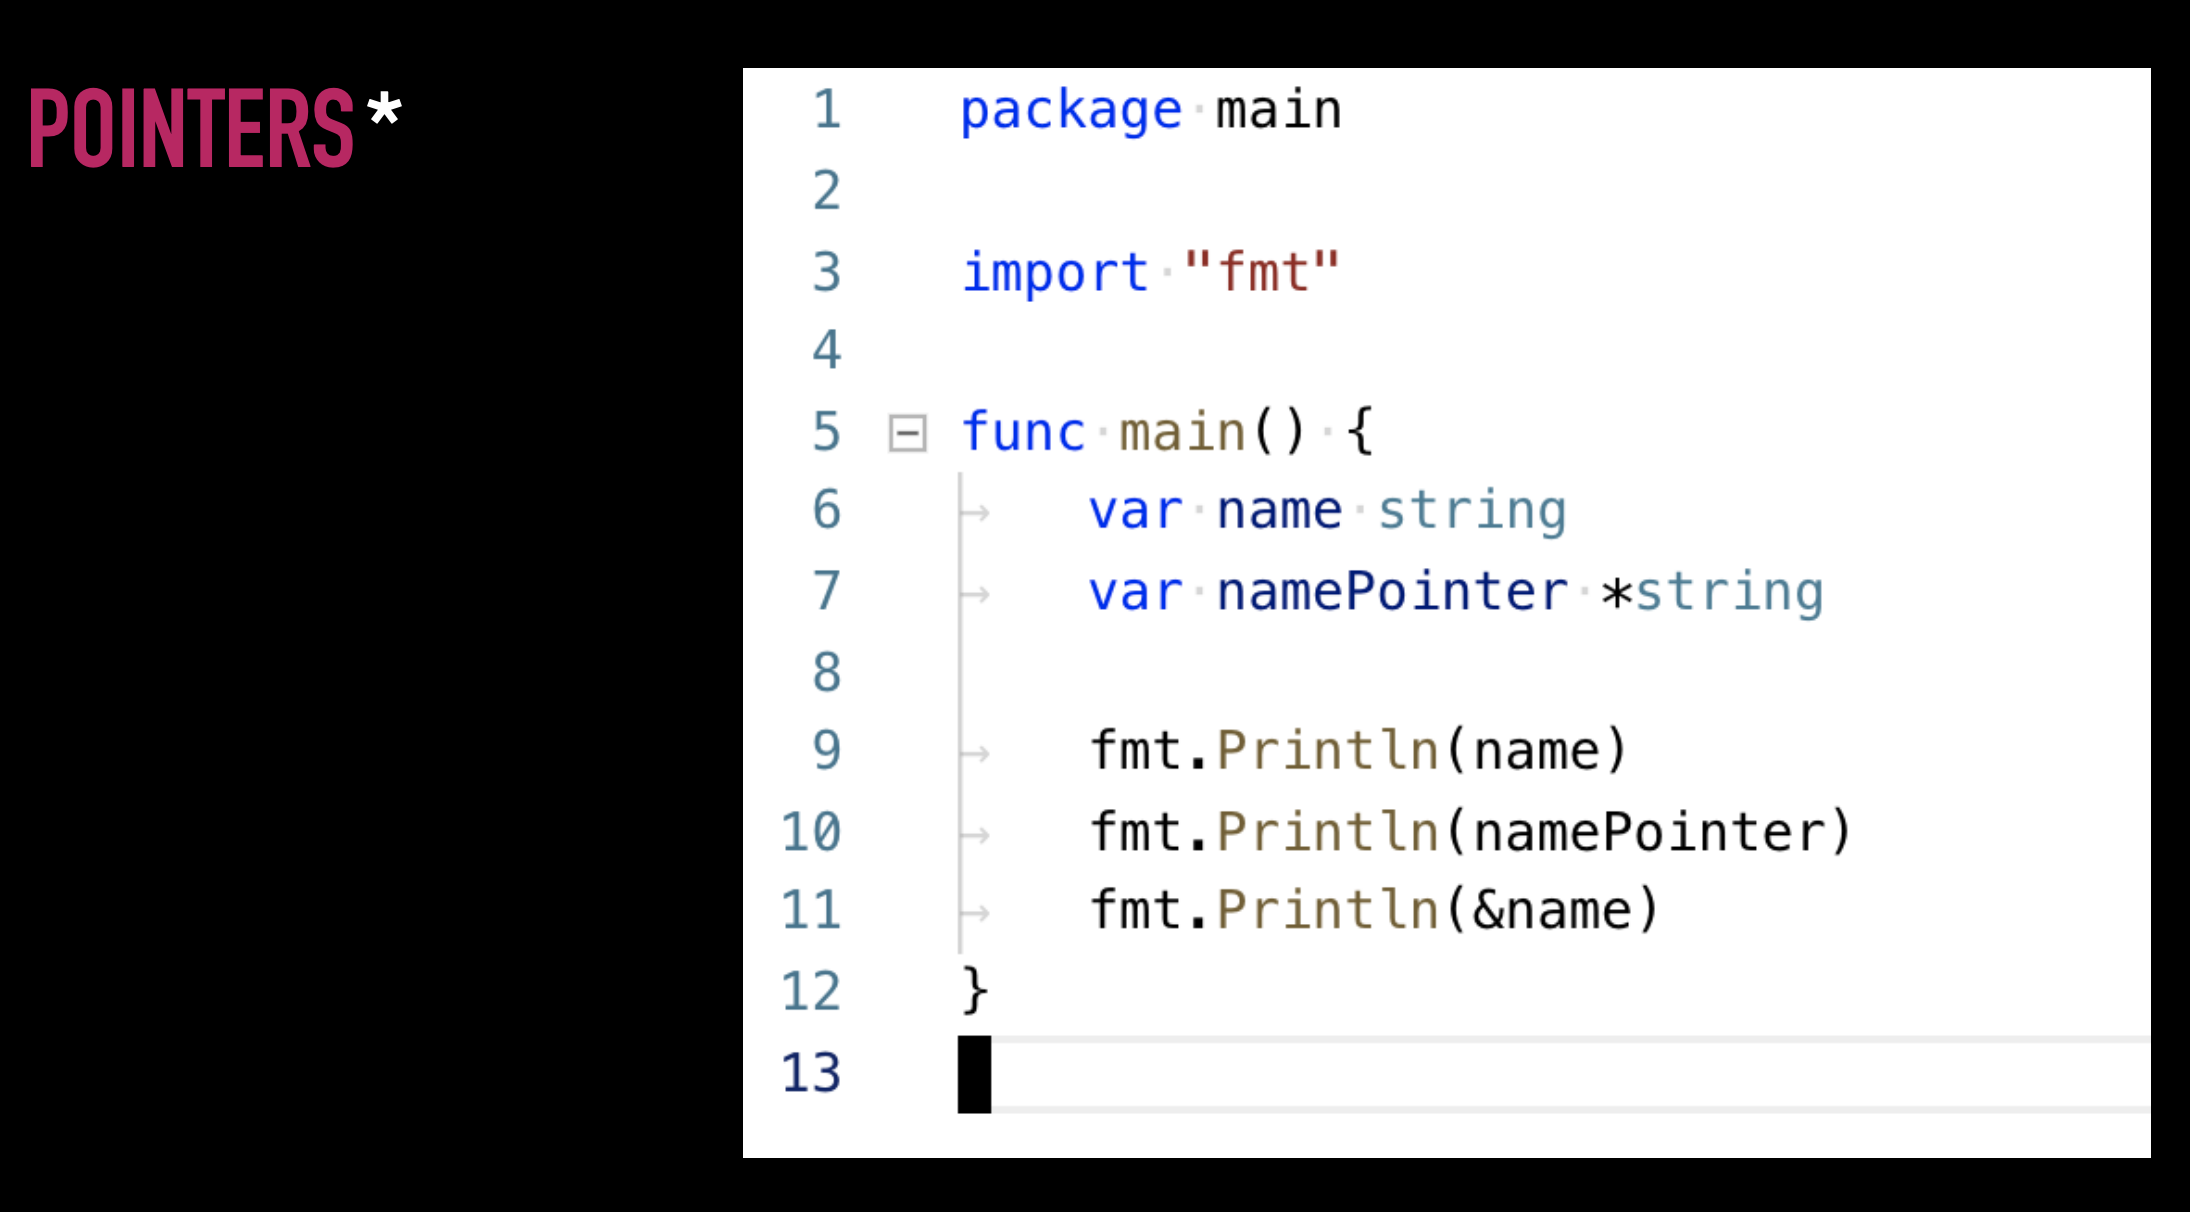 POINTERS*
1 package main
2
3 import "fmt"
4
5 func main() {
6 var name string
7 var namePointer *string
8
9 fmt.Println(name)
10 fmt.Println(namePointer)
11 fmt.Println(&name)
12 }
13